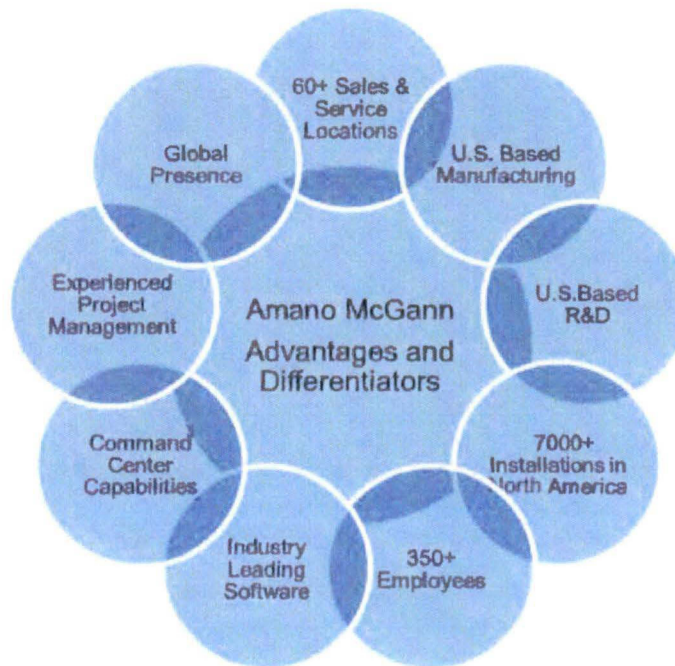 60+ Sales &
Service
Locations
U.S. Based
Manufacturing
U.S.Based
R&D
7000+
Installations in
North America
350+
Employees
Industry
Leading
Software
Command
Center
Capabilities
Experienced
Project
Management
Global
Presence
Amano McGann
Advantages and
Differentiators